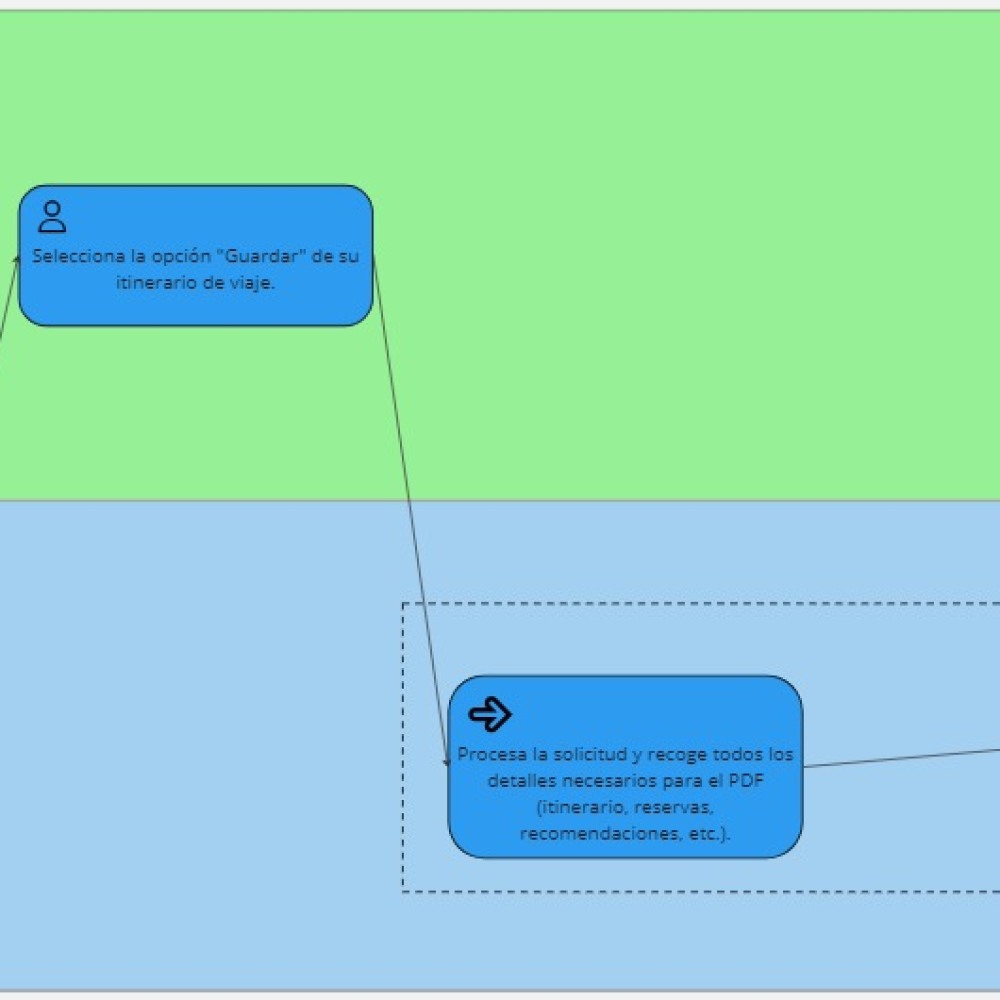 Selecciona la opción "Guardar" de su
itinerario de viaje.
Procesa la solicitud y recoge todos los
detalles necesarios para el PDF
(itinerario, reservas,
recomendaciones, etc.).